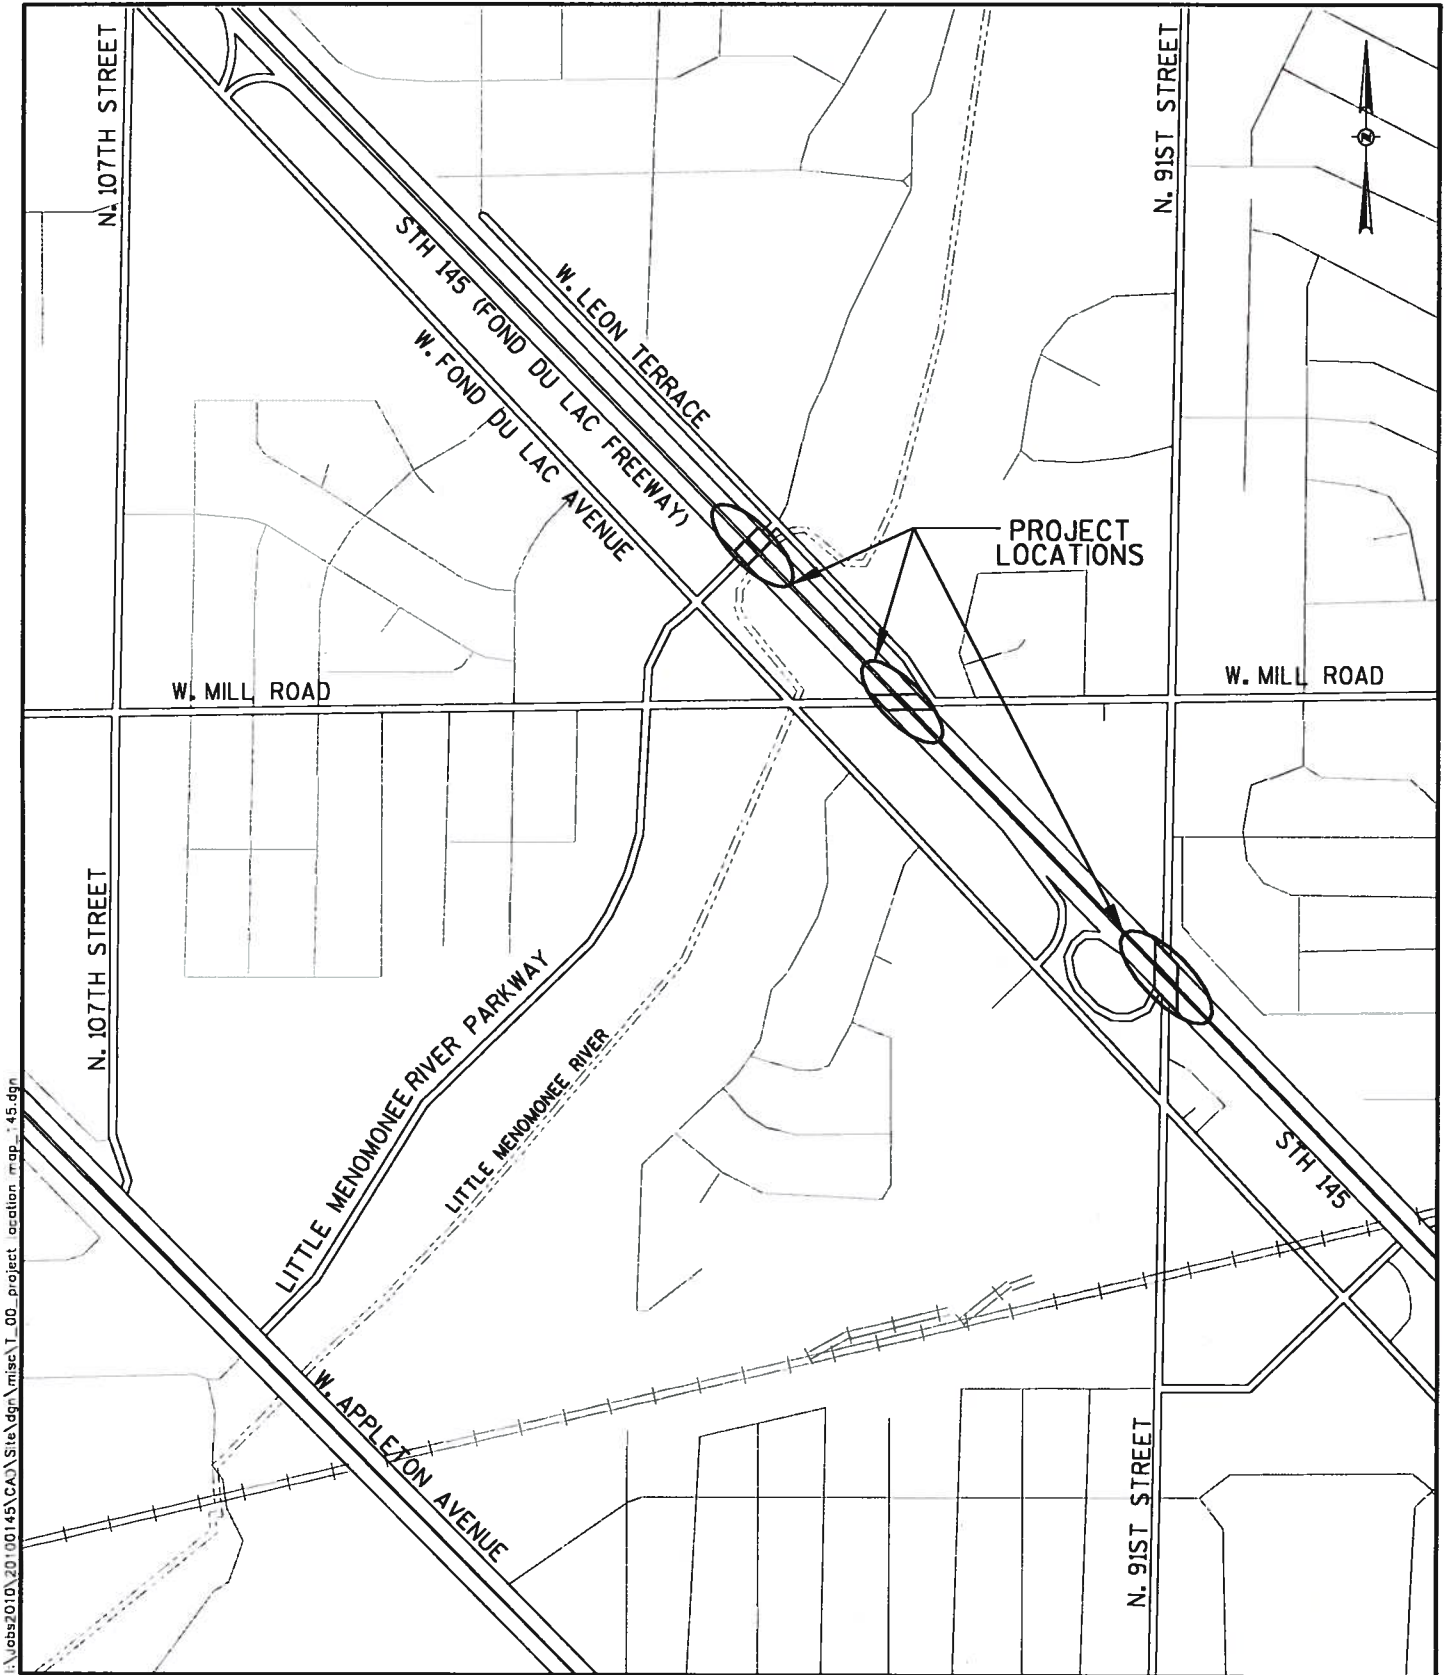 N. 107TH STREET
N. 91ST STREET
N
STH 145 (FOND DU LAC FREEWAY)
W. LEON TERRACE
W. FOND DU LAC AVENUE
PROJECT
LOCATIONS
W. MILL ROAD
W. MILL ROAD
N. 107TH STREET
LITTLE MENOMONEE RIVER PARKWAY
LITTLE MENOMONEE RIVER
STH 145
W. APPLETON AVENUE
N. 91ST STREET